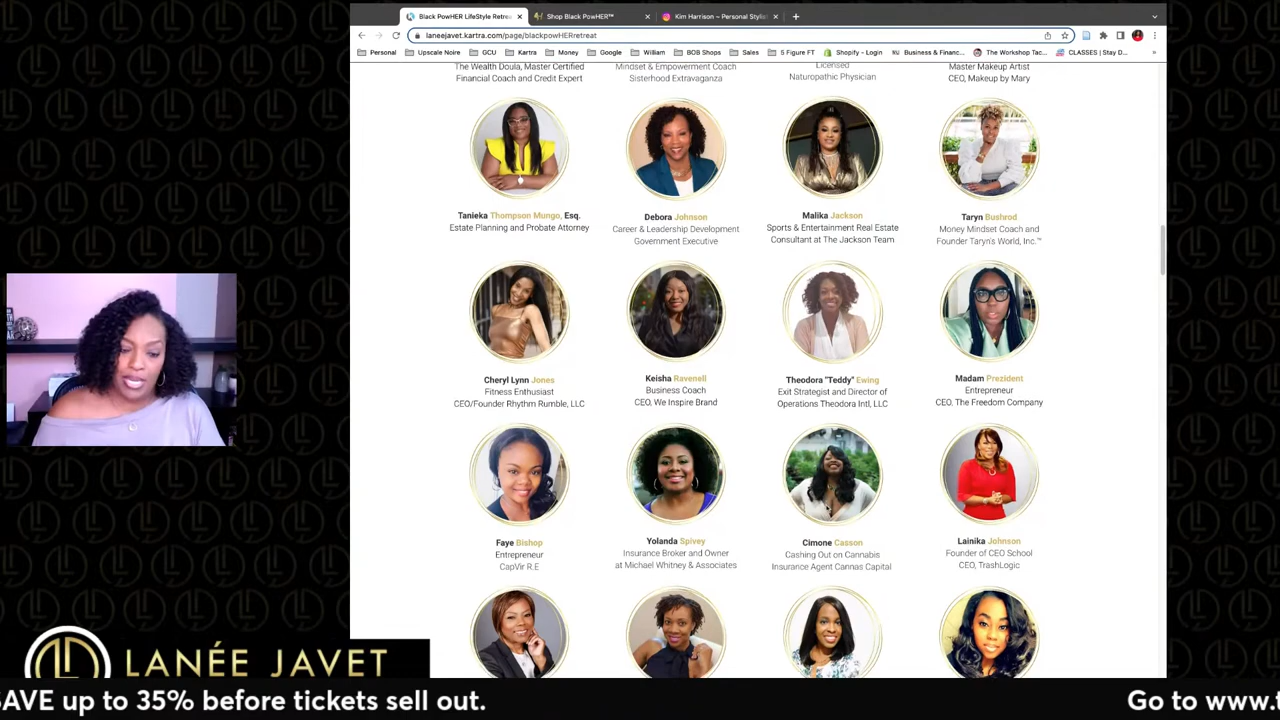 Black PowHER LifeStyle Retrea
Shop Black PowHER™
Kim Harrison ~ Personal Stylist
laneejavet.kartra.com/page/blackpowHERretreat
Personal
Upscale Noire
GCU
Kartra
Money
Google
William
BOB Shops
Sales
5 Figure FT
Shopify - Login
Business & Financ...
The Workshop Tac...
CLASSES | Stay D...
»
The Wealth Doula, Master Certified
Financial Coach and Credit Expert
Mindset & Empowerment Coach
Sisterhood Extravaganza
Licensed
Naturopathic Physician
Master Makeup Artist
CEO, Makeup by Mary
Tanieka Thompson Mungo, Esq.
Estate Planning and Probate Attorney
Debora Johnson
Career & Leadership Development
Government Executive
Malika Jackson
Sports & Entertainment Real Estate
Consultant at The Jackson Team
Taryn Bushrod
Money Mindset Coach and
Founder Taryn's World, Inc.™
Cheryl Lynn Jones
Fitness Enthusiast
CEO/Founder Rhythm Rumble, LLC
Keisha Ravenell
Business Coach
CEO, We Inspire Brand
Theodora "Teddy" Ewing
Exit Strategist and Director of
Operations Theodora Intl, LLC
Madam Prezident
Entrepreneur
CEO, The Freedom Company
Faye Bishop
Entrepreneur
CapVir R.E
Yolanda Spivey
Insurance Broker and Owner
at Michael Whitney & Associates
Cimone Casson
Cashing Out on Cannabis
Insurance Agent Cannas Capital
Lainika Johnson
Founder of CEO School
CEO, TrashLogic
LANÉE JAVET
SAVE up to 35% before tickets sell out.
Go to www.t